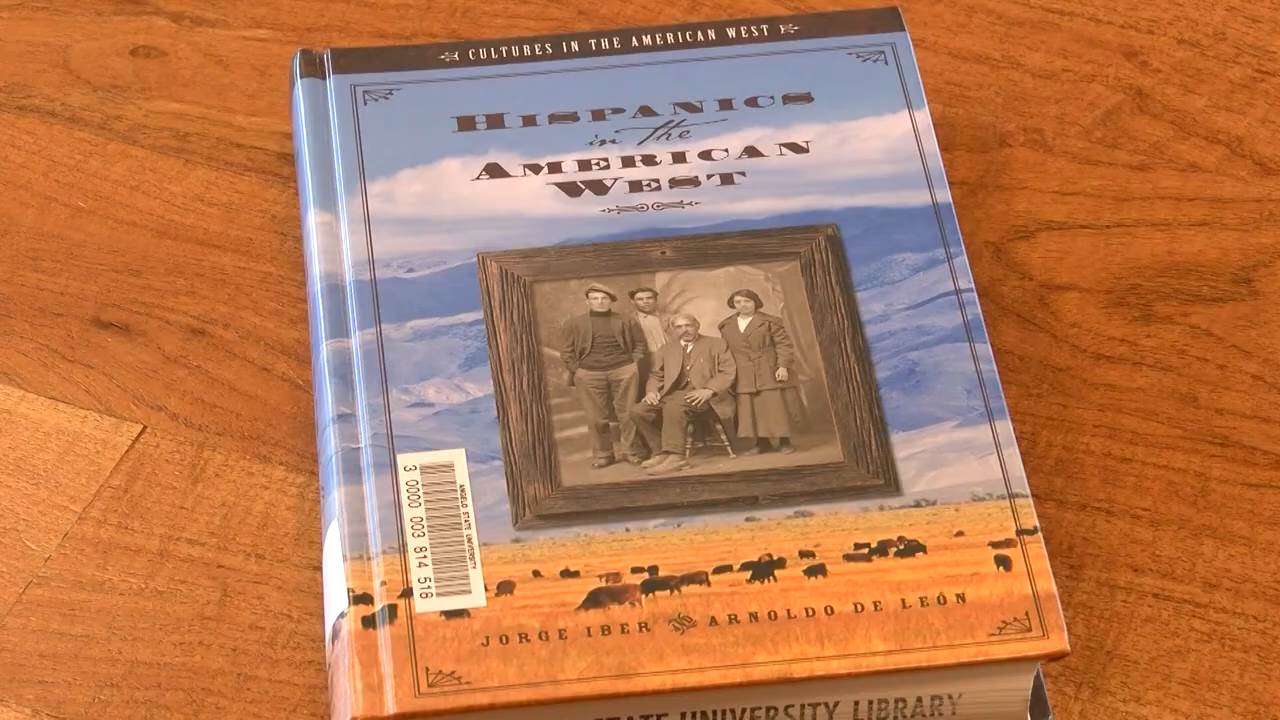 CULTURES IN THE AMERICAN WEST
HISPANICS
in the
AMERICAN
WEST
ANGELO STATE UNIVERSITY
3 0000 003 814 516
JORGE IBER ARNOLDO DE LEÓN
STATE UNIVERSITY LIBRARY